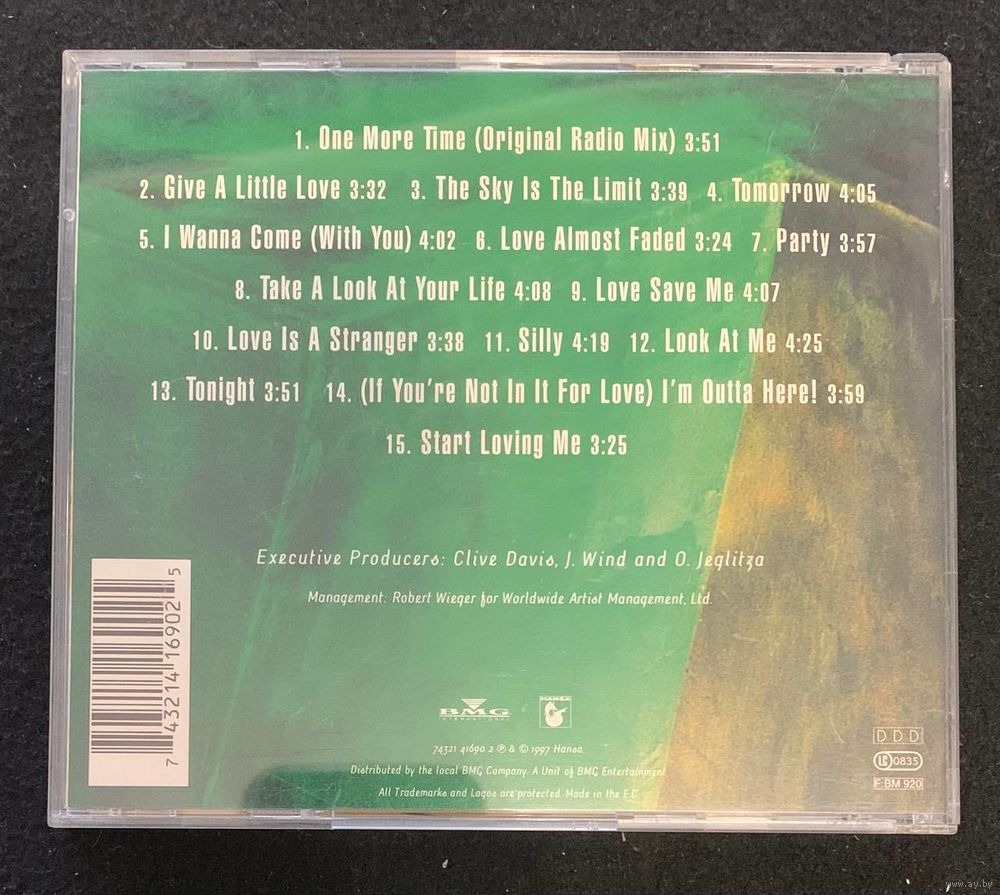 1. One More Time (Original Radio Mix) 3:51
2. Give A Little Love 3:32 3. The Sky Is The Limit 3:39 4. Tomorrow 4:05
5. I Wanna Come (With You) 4:02 6. Love Almost Faded 3:24 7. Party 3:57
8. Take A Look At Your Life 4:08 9. Love Save Me 4:07
10. Love Is A Stranger 3:38 11. Silly 4:19 12. Look At Me 4:25
13. Tonight 3:51 14. (If You're Not In It For Love) I'm Outta Here! 3:59
15. Start Loving Me 3:25
Executive Producers: Clive Davis, J. Wind and O. Jeglitza
Management: Robert Wieger for Worldwide Artist Management, Ltd.
7 43214 16902 5
BMG
INTERNATIONAL
HANSA
74321 41690 2 ℗ & © 1997 Hansa.
Distributed by the local BMG Company. A Unit of BMG Entertainment.
All Trademarks and Logos are protected. Made in the E.C.
DDD
LC 0835
F:BM 920
www.ay.by